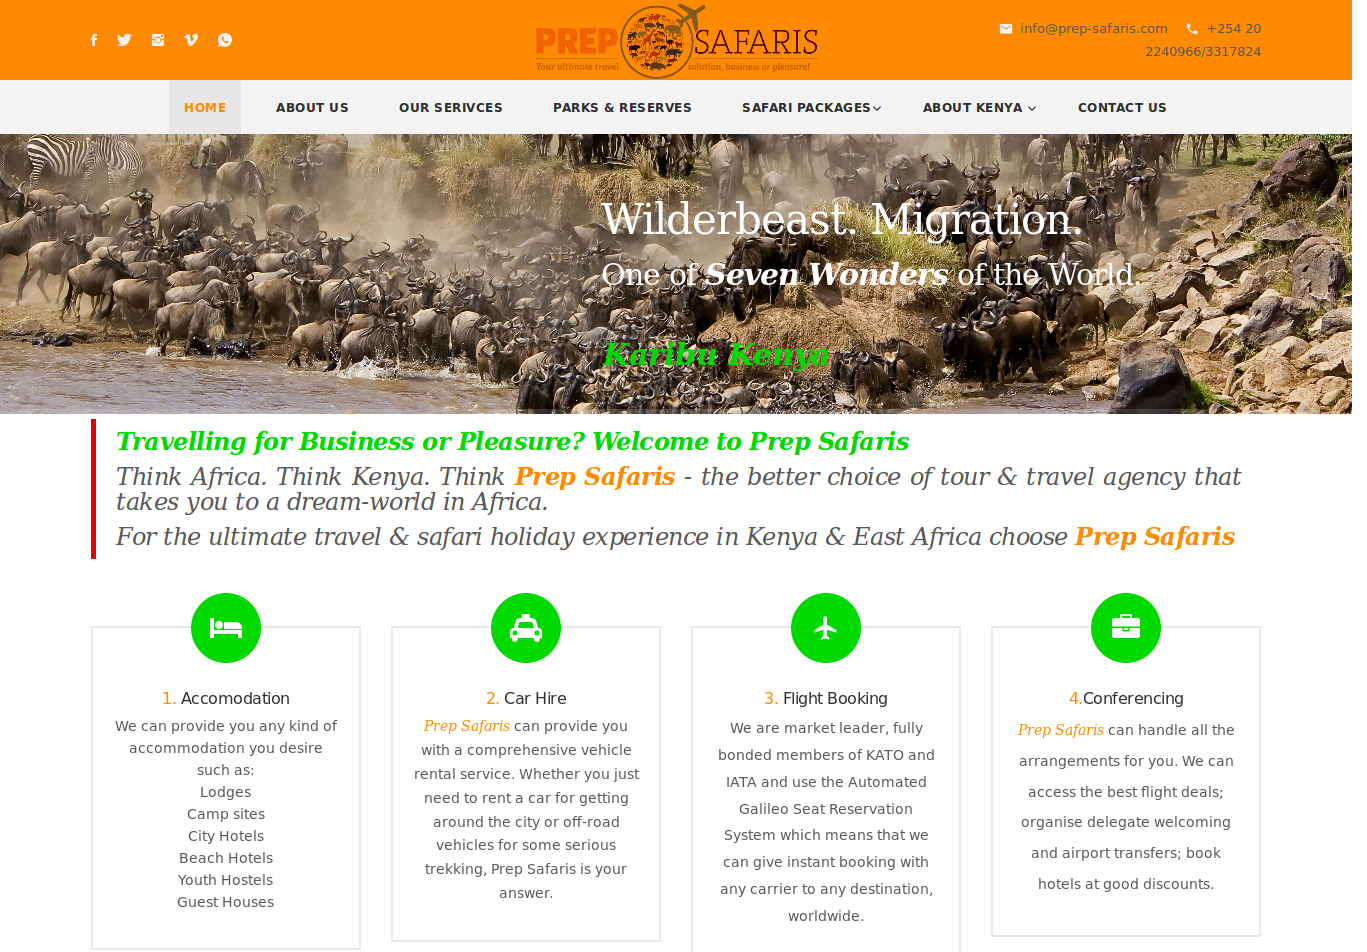 PREP SAFARIS
Your ultimate travel solution, business or pleasure!
info@prep-safaris.com +254 20
2240966/3317824
HOME ABOUT US OUR SERIVCES PARKS & RESERVES SAFARI PACKAGES ABOUT KENYA CONTACT US
Wilderbeast. Migration.
One of Seven Wonders of the World.
Karibu Kenya
Travelling for Business or Pleasure? Welcome to Prep Safaris
Think Africa. Think Kenya. Think Prep Safaris - the better choice of tour & travel agency that
takes you to a dream-world in Africa.
For the ultimate travel & safari holiday experience in Kenya & East Africa choose Prep Safaris
1. Accomodation
We can provide you any kind of
accommodation you desire
such as:
Lodges
Camp sites
City Hotels
Beach Hotels
Youth Hostels
Guest Houses
2. Car Hire
Prep Safaris can provide you
with a comprehensive vehicle
rental service. Whether you just
need to rent a car for getting
around the city or off-road
vehicles for some serious
trekking, Prep Safaris is your
answer.
3. Flight Booking
We are market leader, fully
bonded members of KATO and
IATA and use the Automated
Galileo Seat Reservation
System which means that we
can give instant booking with
any carrier to any destination,
worldwide.
4.Conferencing
Prep Safaris can handle all the
arrangements for you. We can
access the best flight deals;
organise delegate welcoming
and airport transfers; book
hotels at good discounts.